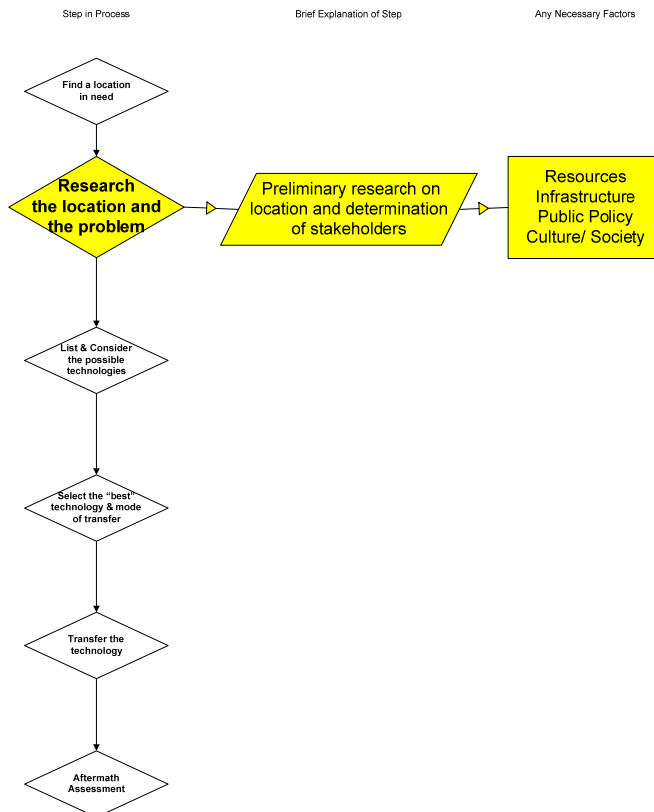 Step in Process
Brief Explanation of Step
Any Necessary Factors
Find a location
in need
Research
the location and
the problem
Preliminary research on
location and determination
of stakeholders
Resources
Infrastructure
Public Policy
Culture/ Society
List & Consider
the possible
technologies
Select the “best”
technology & mode
of transfer
Transfer the
technology
Aftermath
Assessment